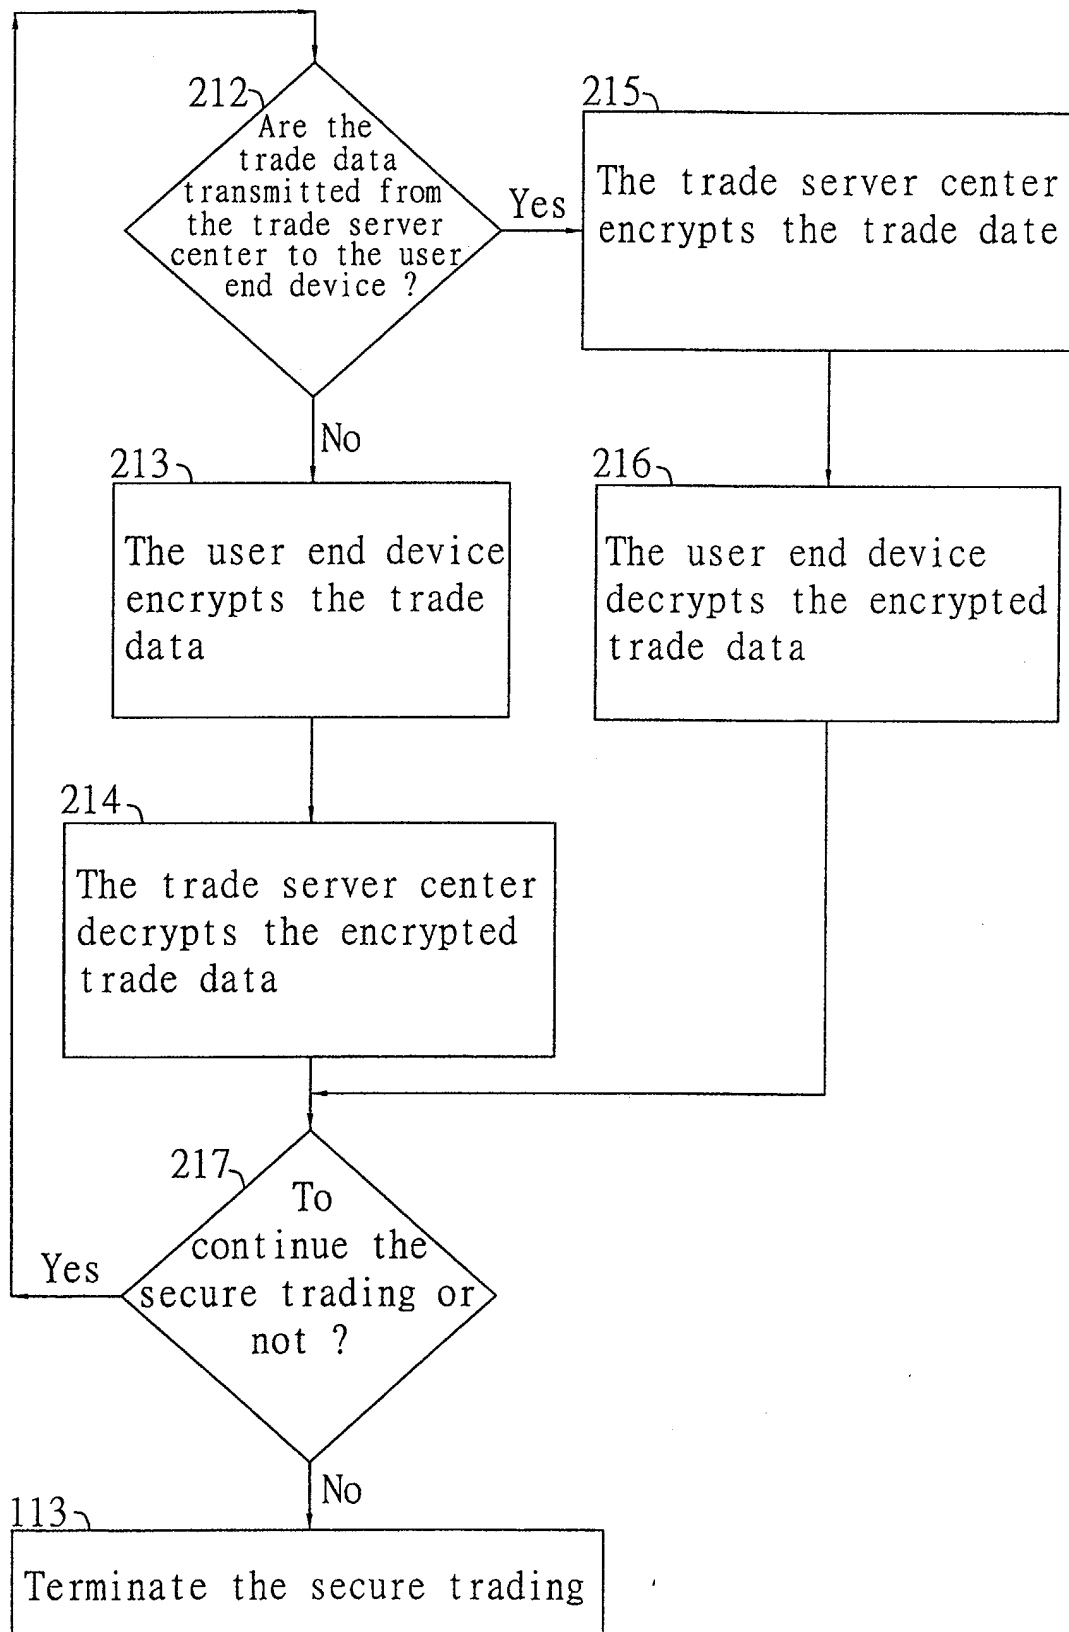 212
Are the
trade data
transmitted from
the trade server
center to the user
end device ?
Yes
215
The trade server center
encrypts the trade date
No
213
The user end device
encrypts the trade
data
216
The user end device
decrypts the encrypted
trade data
214
The trade server center
decrypts the encrypted
trade data
217
To
continue the
secure trading or
not ?
Yes
No
113
Terminate the secure trading